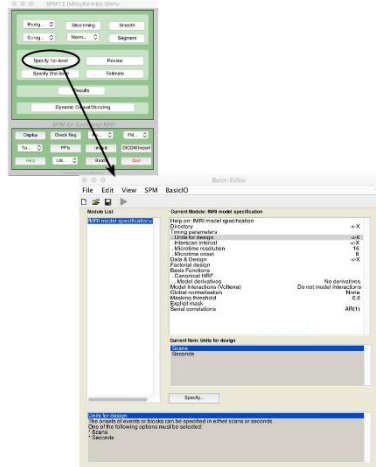 SPM12 (                    ): Menu
Realig...
Slice timing
Smooth
Coreg...
Norm...
Segment
Specify 1st-level
Review
Specify 2nd-level
Estimate
Results
Dynamic Causal Modelling
Display
Check Reg
To...
PPIs
DICOM Import
Help
Util...
Batch
Quit
Batch Editor
File Edit View SPM BasicIO
Module List
Current Module: fMRI model specification
fMRI model specification
Help on: fMRI model specification
Directory <-X
Timing parameters
. Units for design <-X
. Interscan interval <-X
. Microtime resolution 16
. Microtime onset 8
Data & Design <-X
Factorial design
Basis Functions
. Canonical HRF
. . Model derivatives No derivatives
Model Interactions (Volterra) Do not model Interactions
Global normalisation None
Masking threshold 0.8
Explicit mask
Serial correlations AR(1)
Current Item: Units for design
Scans
Seconds
Specify...
Units for design
The onsets of events or blocks can be specified in either scans or seconds.
One of the following options must be selected:
* Scans
* Seconds